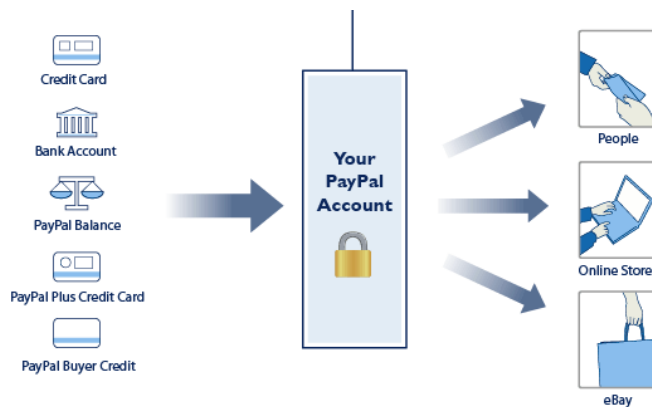 Credit Card
Bank Account
PayPal Balance
PayPal Plus Credit Card
PayPal Buyer Credit
Your
PayPal
Account
People
Online Store
eBay